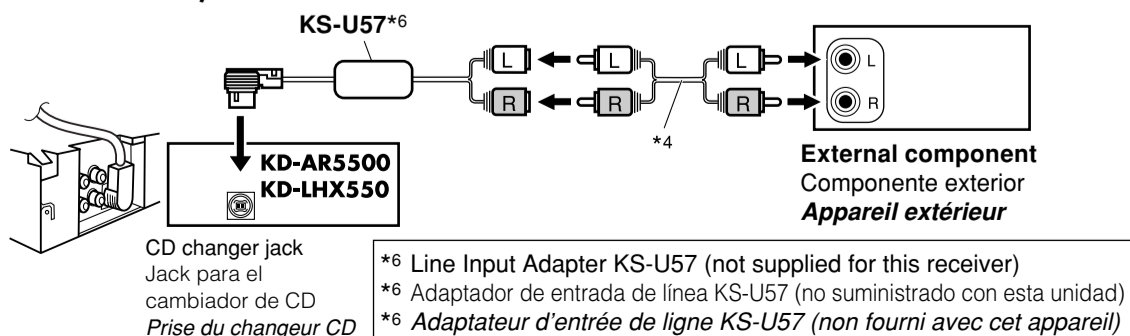 KS-U57*6
L
L
L
L
R
R
R
R
*4
KD-AR5500
KD-LHX550
External component
Componente exterior
Appareil extérieur
CD changer jack
Jack para el
cambiador de CD
Prise du changeur CD
*6 Line Input Adapter KS-U57 (not supplied for this receiver)
*6 Adaptador de entrada de línea KS-U57 (no suministrado con esta unidad)
*6 Adaptateur d'entrée de ligne KS-U57 (non fourni avec cet appareil)